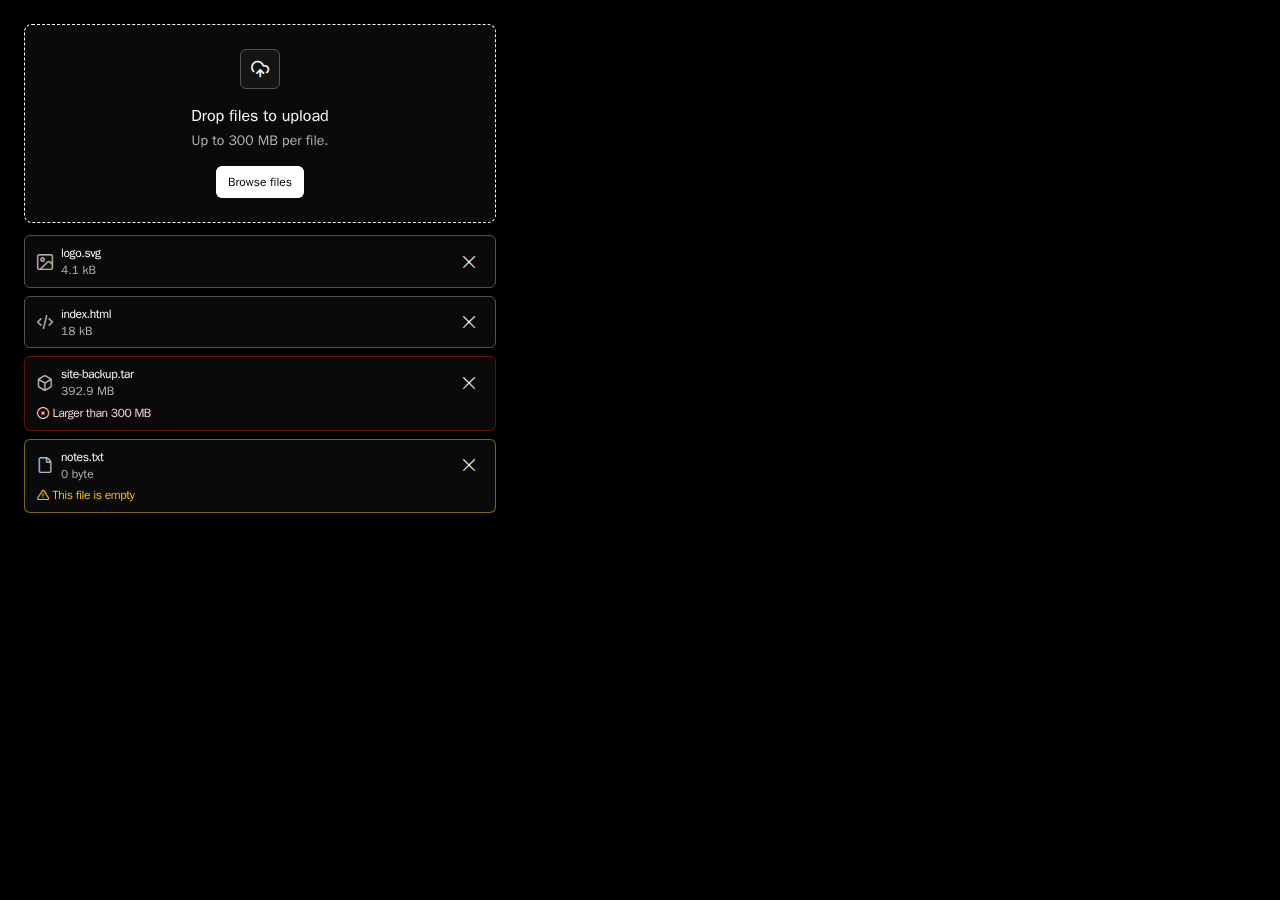 Drop files to upload
Up to 300 MB per file.
Browse files
logo.svg
4.1 kB
index.html
18 kB
site-backup.tar
392.9 MB
Larger than 300 MB
notes.txt
0 byte
This file is empty